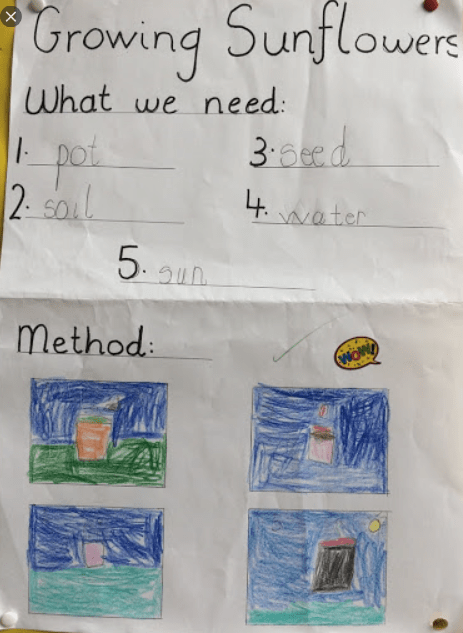 Growing Sunflowers
What we need:
1. pot
3. seed
2. soil
4. water
5. sun
Method:
WOW!